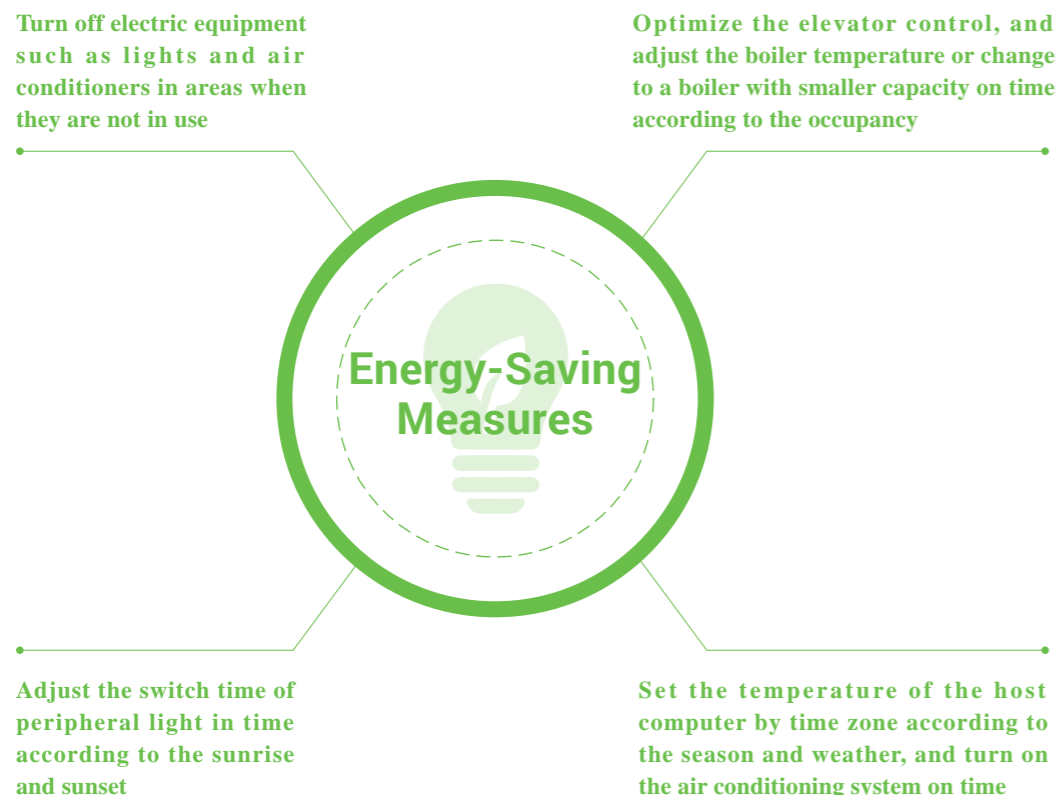 Turn off electric equipment
such as lights and air
conditioners in areas when
they are not in use
Optimize the elevator control, and
adjust the boiler temperature or change
to a boiler with smaller capacity on time
according to the occupancy
Energy-Saving
Measures
Adjust the switch time of
peripheral light in time
according to the sunrise
and sunset
Set the temperature of the host
computer by time zone according to
the season and weather, and turn on
the air conditioning system on time